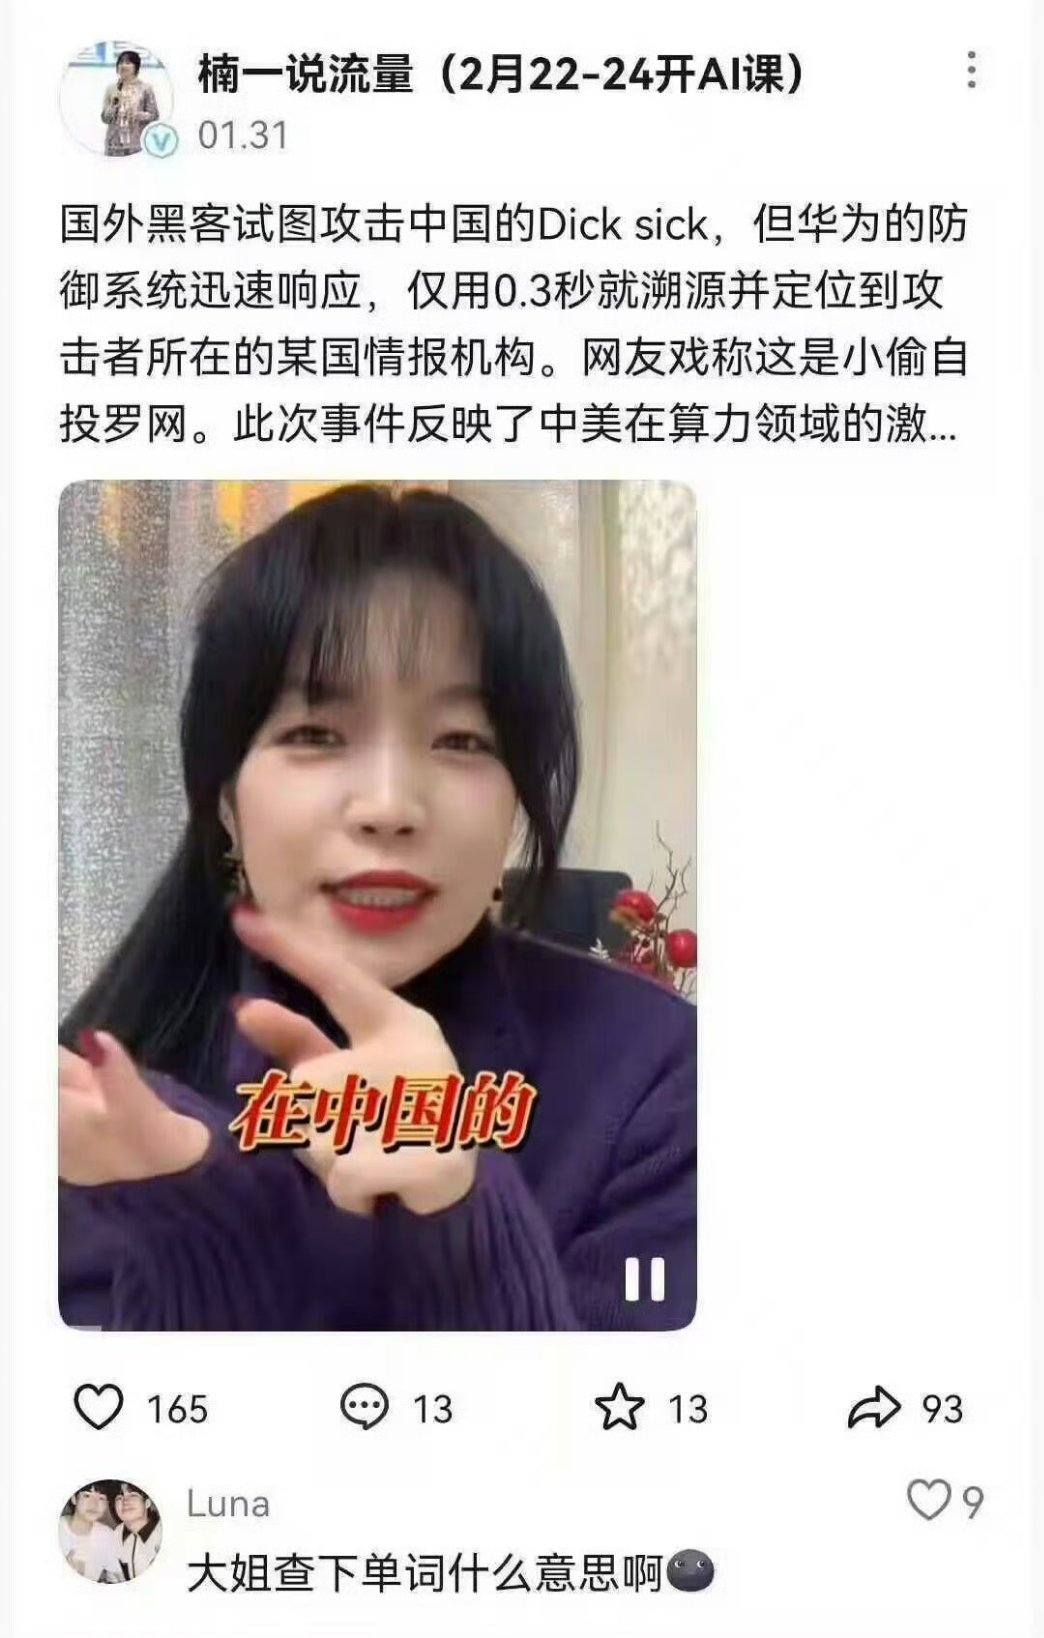 楠一说流量（2月22-24开AI课）
01.31
国外黑客试图攻击中国的Dick sick，但华为的防
御系统迅速响应，仅用0.3秒就溯源并定位到攻
击者所在的某国情报机构。网友戏称这是小偷自
投罗网。此次事件反映了中美在算力领域的激...
在中国的
165
13
13
93
Luna
9
大姐查下单词什么意思啊🌚